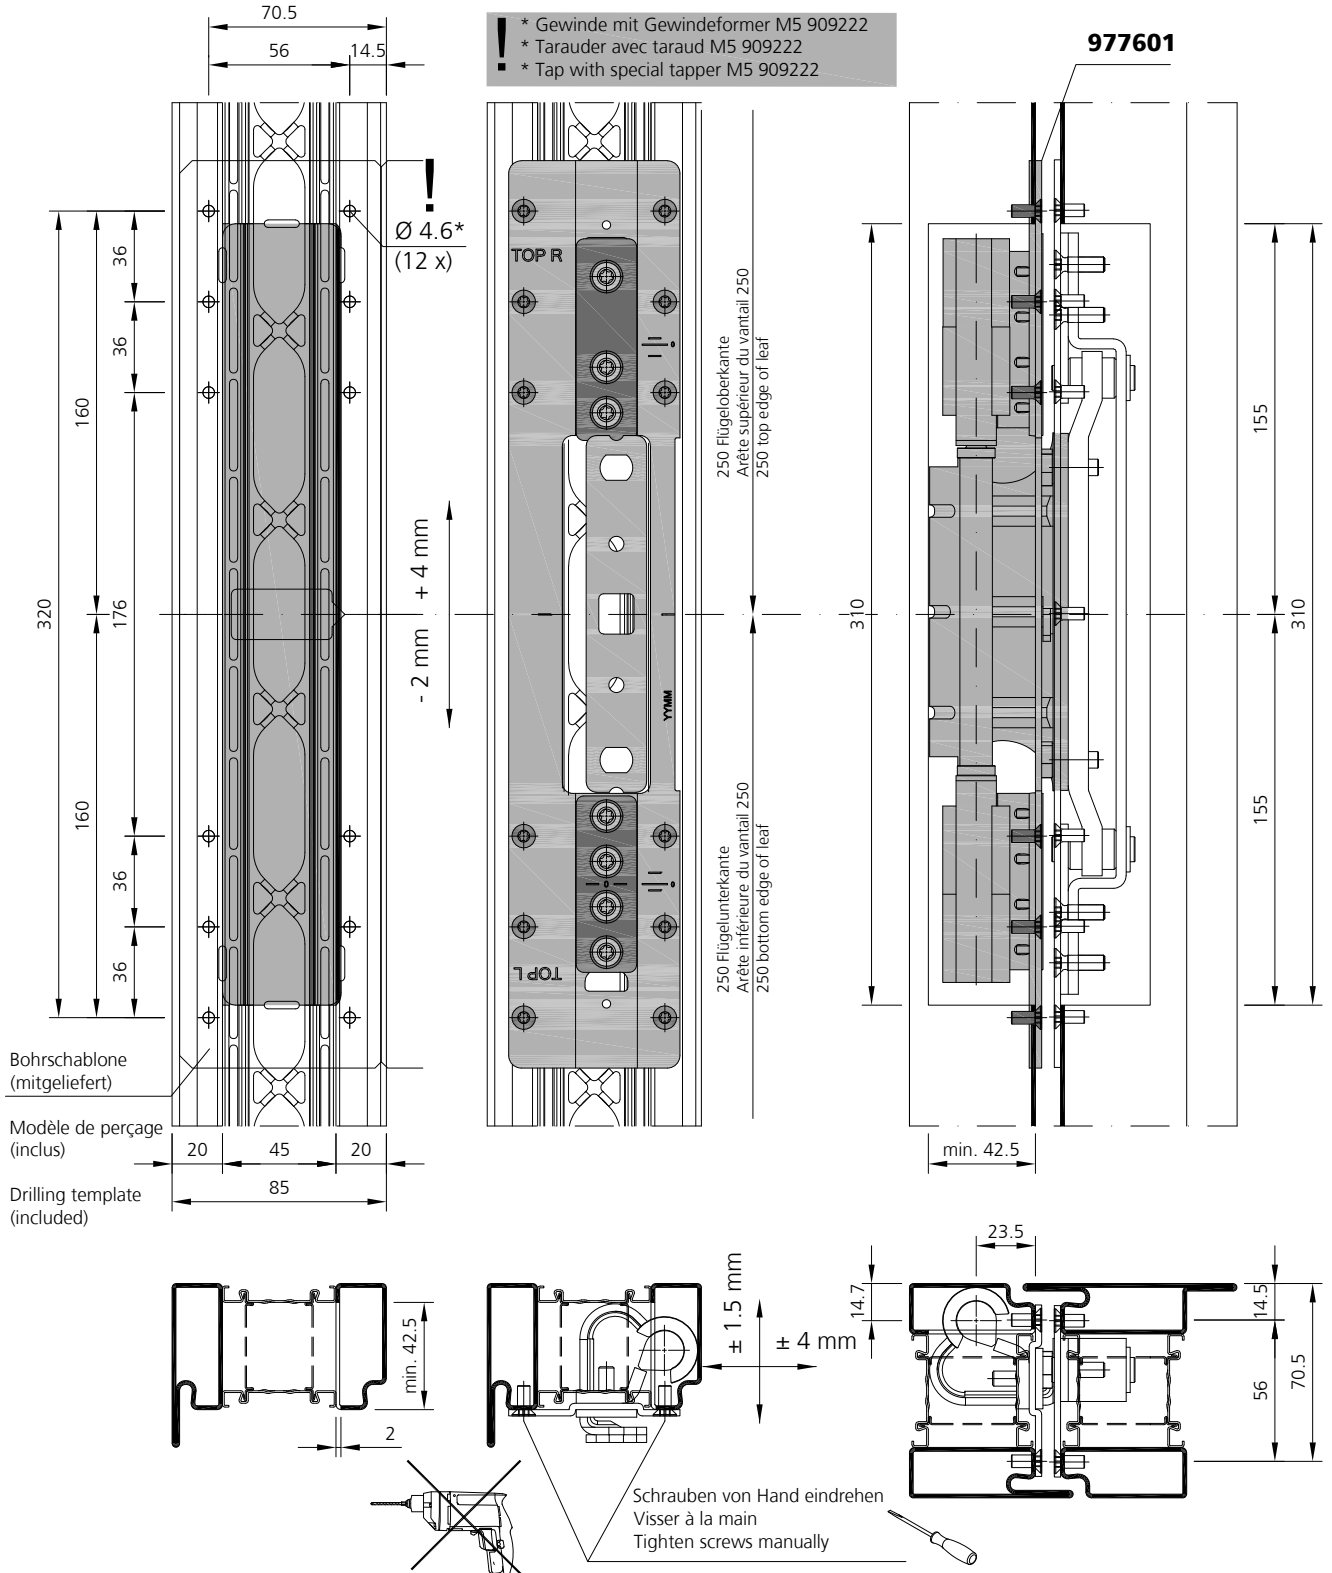 70.5
56
14.5
! * Gewinde mit Gewindeformer M5 909222
* Tarauder avec taraud M5 909222
* Tap with special tapper M5 909222
977601
!
Ø 4.6*
(12 x)
36
36
160
320
176
160
36
36
- 2 mm + 4 mm
TOP R
0
YYMM
0
0
TOP L
250 Flügeloberkante
Arête supérieur du vantail 250
250 top edge of leaf
250 Flügelunterkante
Arête inférieure du vantail 250
250 bottom edge of leaf
310
155
310
155
min. 42.5
Bohrschablone
(mitgeliefert)
Modèle de perçage
(inclus)
Drilling template
(included)
20
45
20
85
min. 42.5
2
± 1.5 mm
± 4 mm
23.5
14.7
14.5
56
70.5
Schrauben von Hand eindrehen
Visser à la main
Tighten screws manually